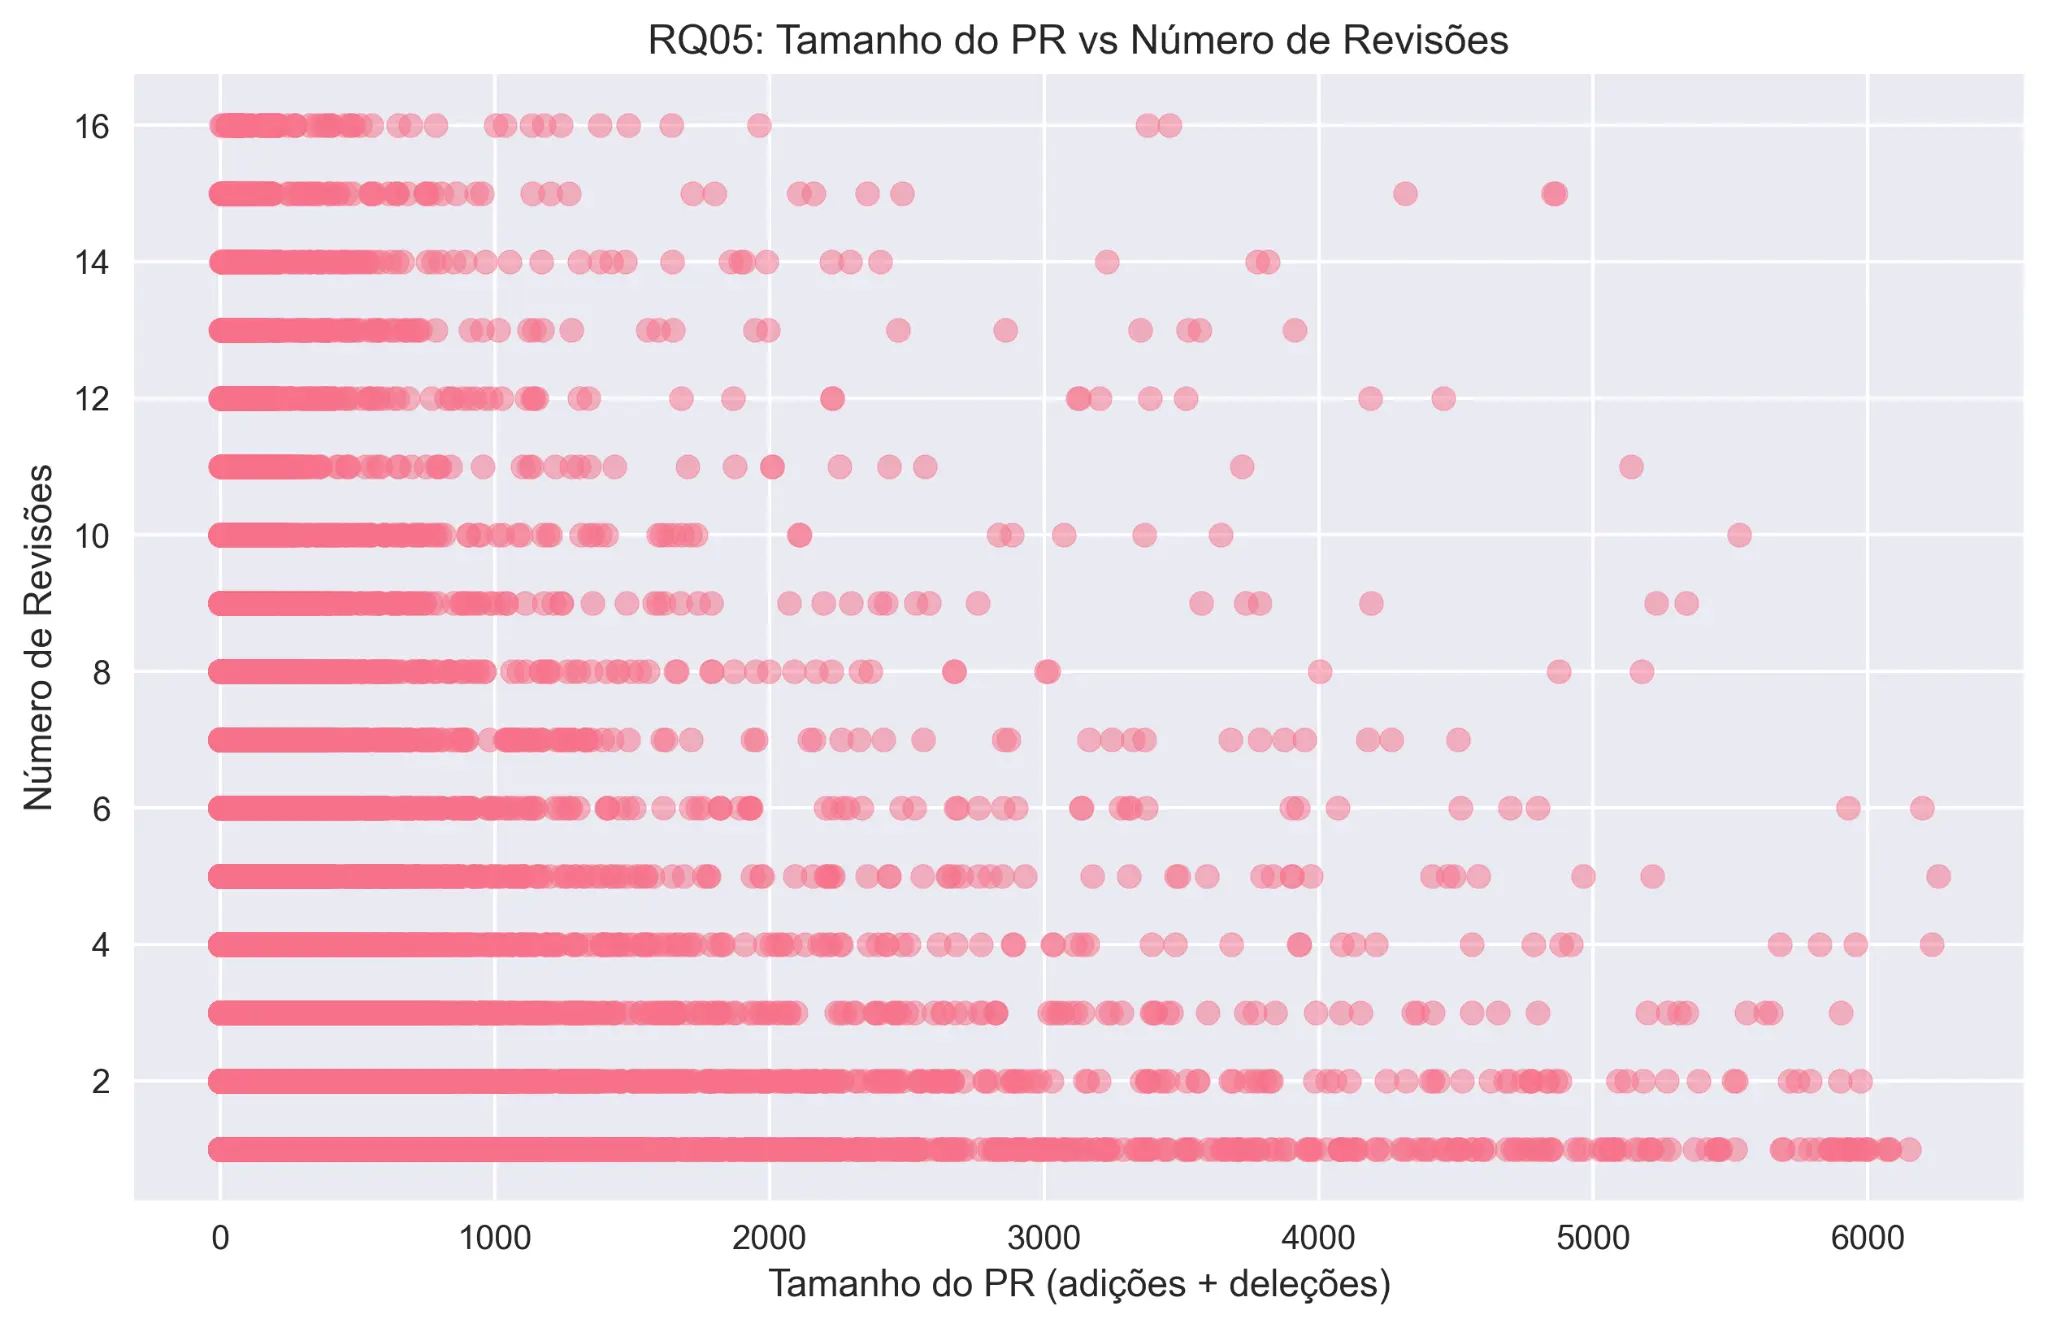 RQ05: Tamanho do PR vs Número de Revisões
Número de Revisões
16
14
12
10
8
6
4
2
0 1000 2000 3000 4000 5000 6000
Tamanho do PR (adições + deleções)